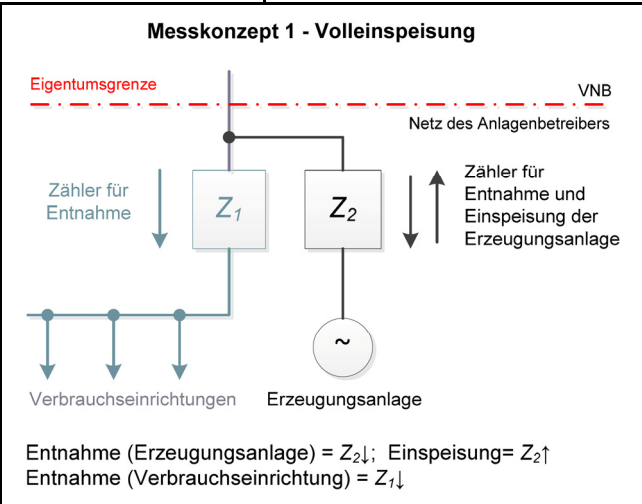 Messkonzept 1 - Volleinspeisung
Eigentumsgrenze
VNB
Netz des Anlagenbetreibers
Zähler für
Entnahme
Z1
Z2
Zähler für
Entnahme und
Einspeisung der
Erzeugungsanlage
~
Verbrauchseinrichtungen
Erzeugungsanlage
Entnahme (Erzeugungsanlage) = Z2↓; Einspeisung= Z2↑
Entnahme (Verbrauchseinrichtung) = Z1↓